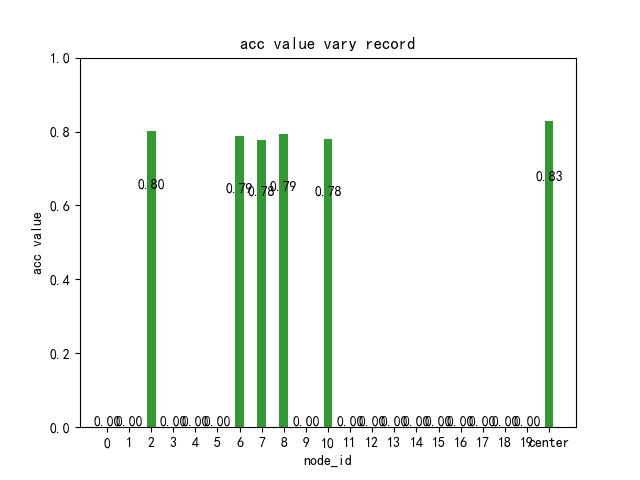 acc value vary record
1.0
0.8
0.6
0.4
0.2
0.0
acc value
0.00 0.00 0.80 0.00 0.00 0.00 0.79 0.78 0.79 0.00 0.78 0.00 0.00 0.00 0.00 0.00 0.00 0.00 0.00 0.00 0.83
0 1 2 3 4 5 6 7 8 9 10 11 12 13 14 15 16 17 18 19 center
node_id